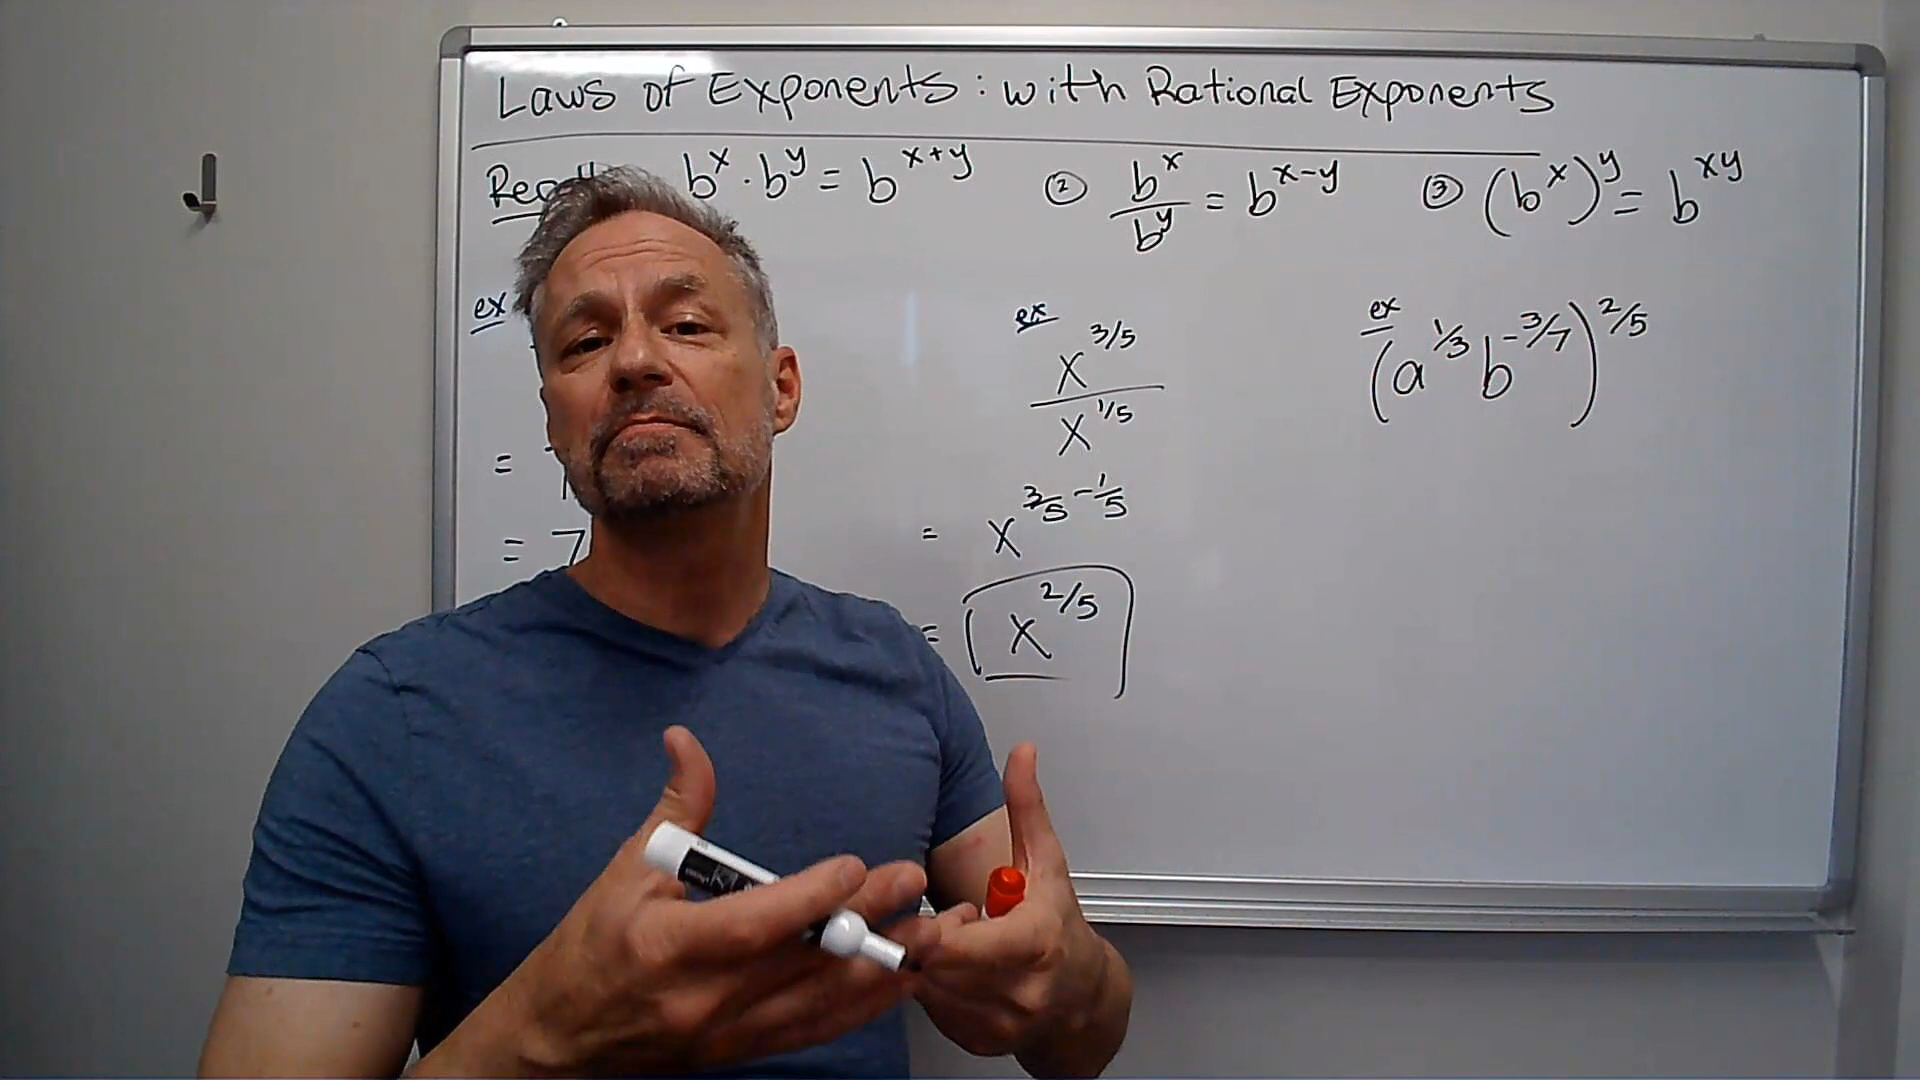 Laws of Exponents: with Rational Exponents
b^x · b^y = b^(x+y) ② b^x / b^y = b^(x-y) ③ (b^x)^y = b^(xy)
ex
= 
= 7
ex
x^(3/5) / x^(1/5)
= x^(3/5 - 1/5)
= x^(2/5)
ex
(a^(1/3) b^(-3/7))^(2/5)